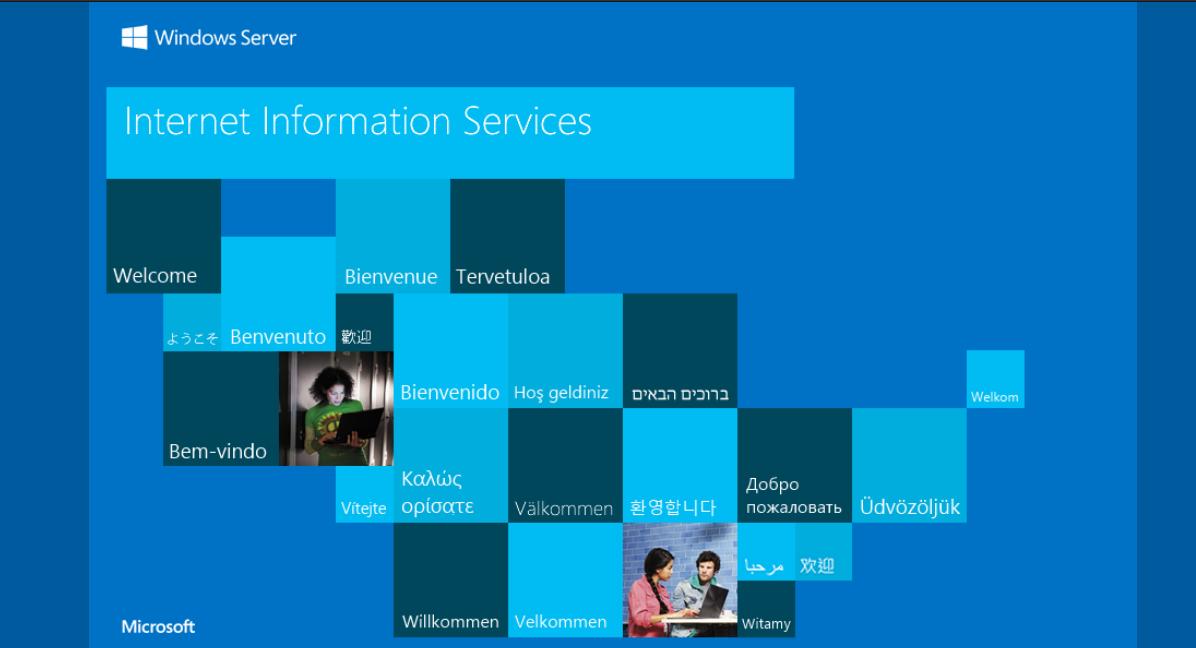 Windows Server
Internet Information Services
Welcome
Bienvenue
Tervetuloa
ようこそ
Benvenuto
歡迎
Bienvenido
Hoş geldiniz
ברוכים הבאים
Welkom
Bem-vindo
Vítejte
Καλώς
ορίσατε
Välkommen
환영합니다
Добро
пожаловать
Üdvözöljük
Willkommen
Velkommen
مرحبا
欢迎
Witamy
Microsoft